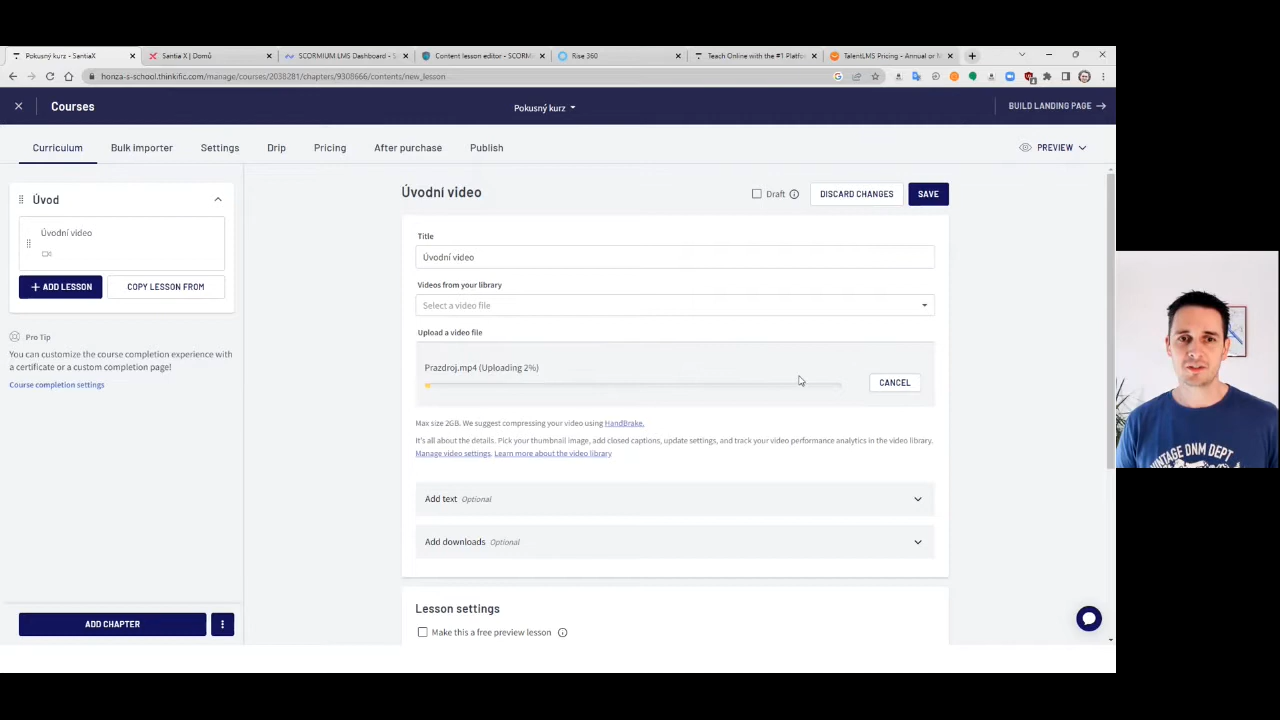 Pokusný kurz - SentiaX
Sentia X | Domů
SCORMIUM LMS Dashboard - S
Content lesson editor - SCORM
Rise 360
Teach Online with the #1 Platfo
TalentLMS Pricing - Annual or M
honza-s-school.thinkific.com/manage/courses/2038281/chapters/9308666/contents/new_lesson
Courses
Pokusný kurz
BUILD LANDING PAGE
Curriculum
Bulk importer
Settings
Drip
Pricing
After purchase
Publish
PREVIEW
Úvod
Úvodní video
ADD LESSON
COPY LESSON FROM
Pro Tip
You can customize the course completion experience with
a certificate or a custom completion page!
Course completion settings
ADD CHAPTER
Úvodní video
Draft
DISCARD CHANGES
SAVE
Title
Úvodní video
Videos from your library
Select a video file
Upload a video file
Prazdroj.mp4 (Uploading 2%)
CANCEL
Max size 2GB. We suggest compressing your video using HandBrake.
It's all about the details. Pick your thumbnail image, add closed captions, update settings, and track your video performance analytics in the video library.
Manage video settings. Learn more about the video library
Add text Optional
Add downloads Optional
Lesson settings
Make this a free preview lesson
VINTAGE DNM DEPT